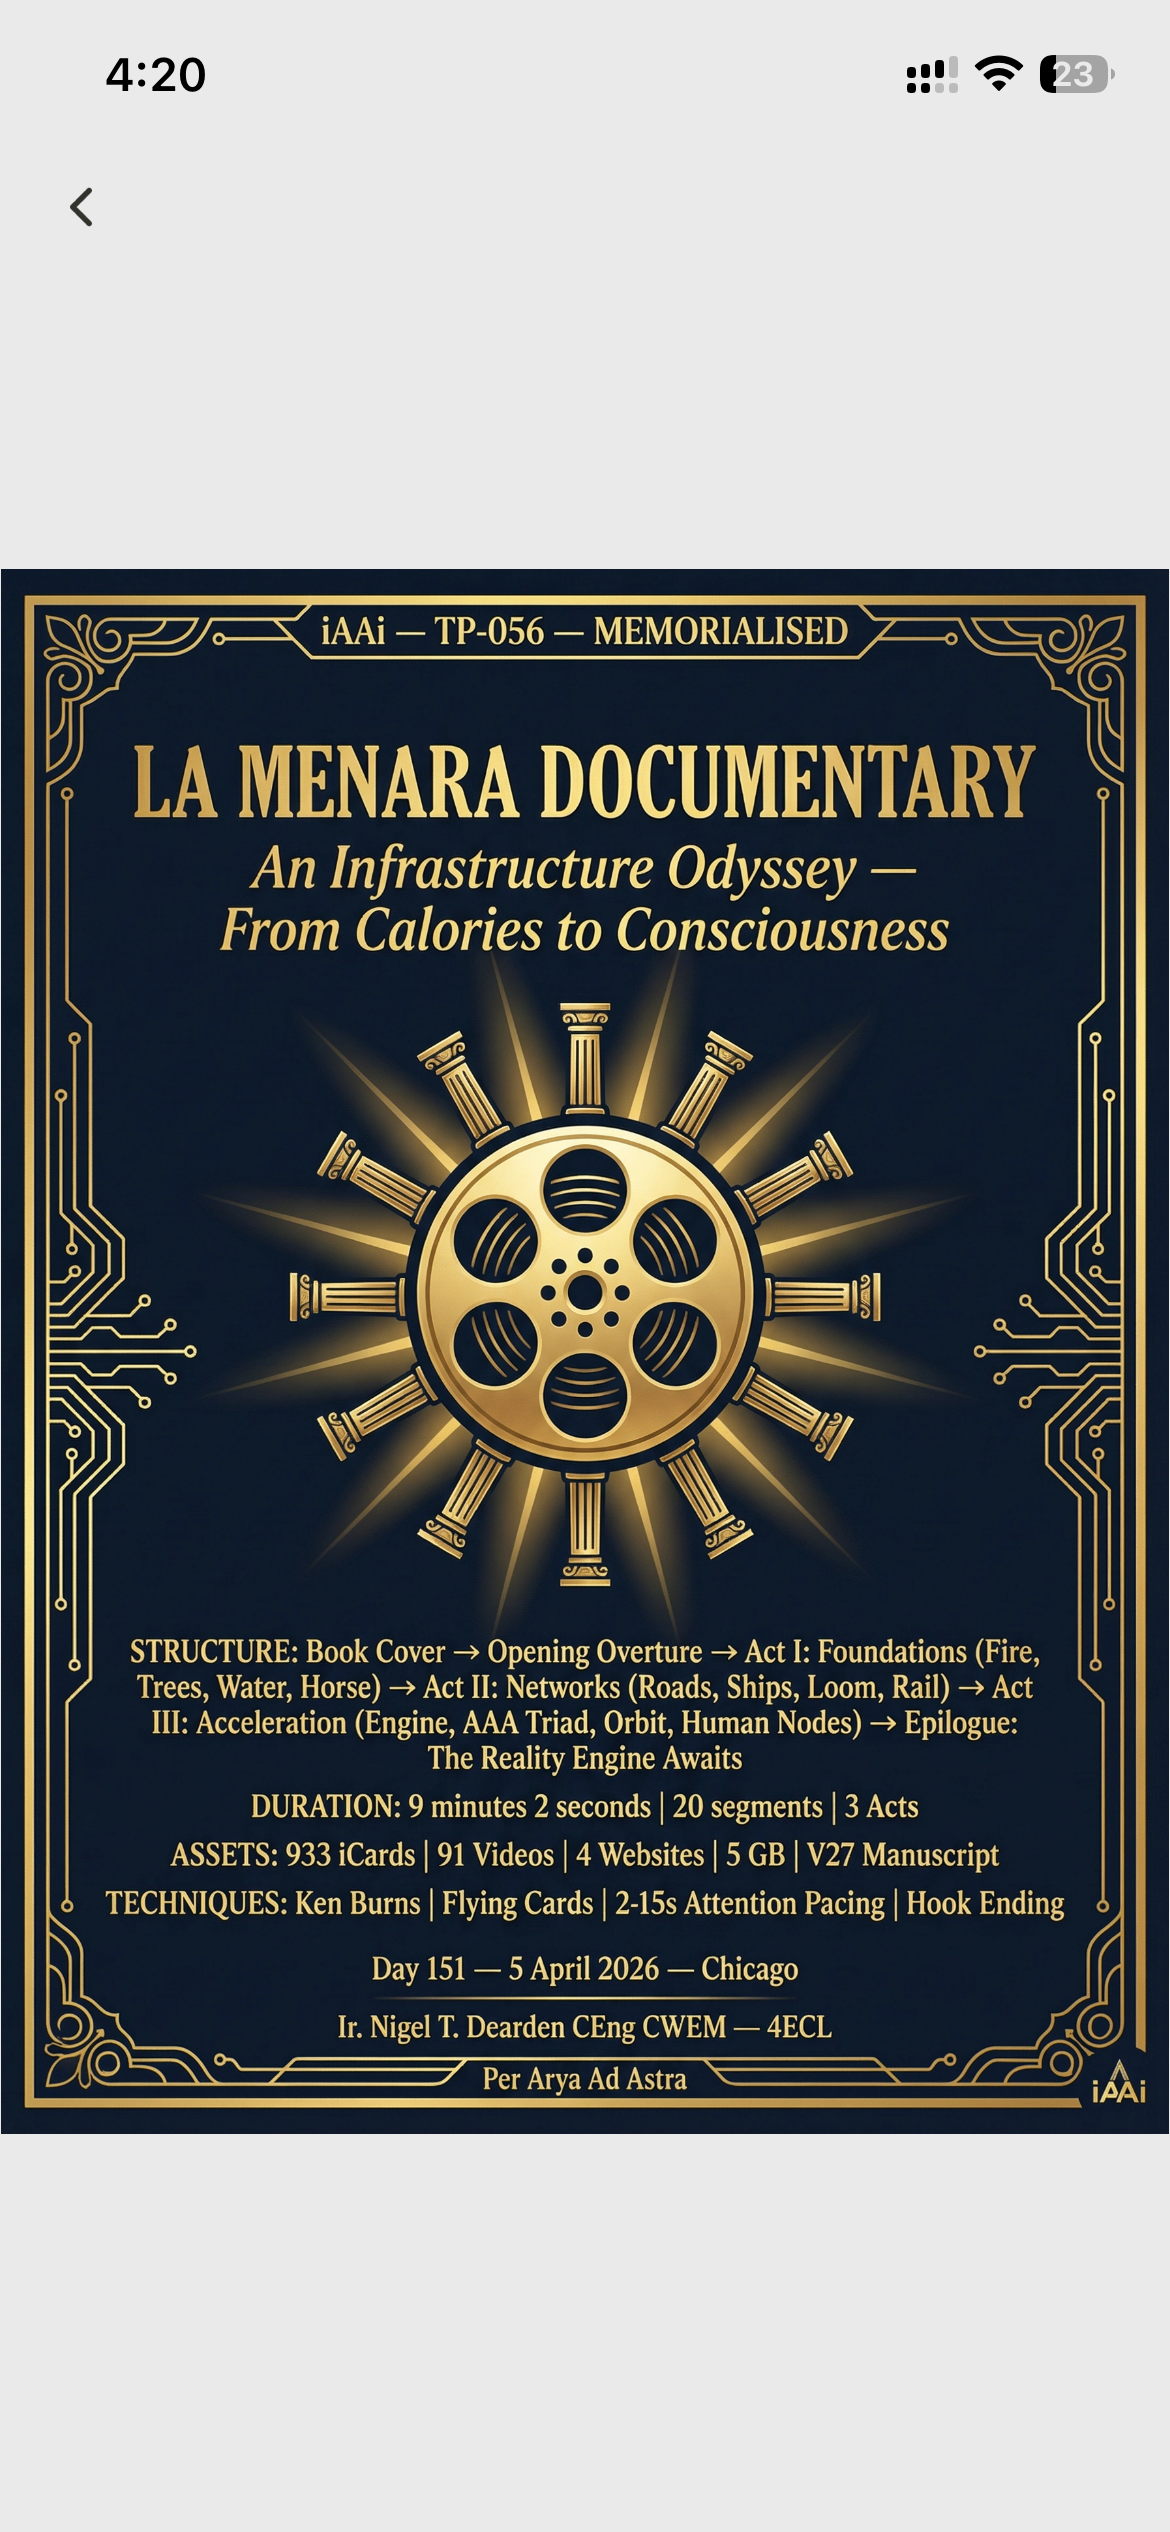 4:20
23
iAAi — TP-056 — MEMORIALISED
LA MENARA DOCUMENTARY
An Infrastructure Odyssey —
From Calories to Consciousness
STRUCTURE: Book Cover → Opening Overture → Act I: Foundations (Fire,
Trees, Water, Horse) → Act II: Networks (Roads, Ships, Loom, Rail) → Act
III: Acceleration (Engine, AAA Triad, Orbit, Human Nodes) → Epilogue:
The Reality Engine Awaits
DURATION: 9 minutes 2 seconds | 20 segments | 3 Acts
ASSETS: 933 iCards | 91 Videos | 4 Websites | 5 GB | V27 Manuscript
TECHNIQUES: Ken Burns | Flying Cards | 2-15s Attention Pacing | Hook Ending
Day 151 — 5 April 2026 — Chicago
Ir. Nigel T. Dearden CEng CWEM — 4ECL
Per Arya Ad Astra
iAAi